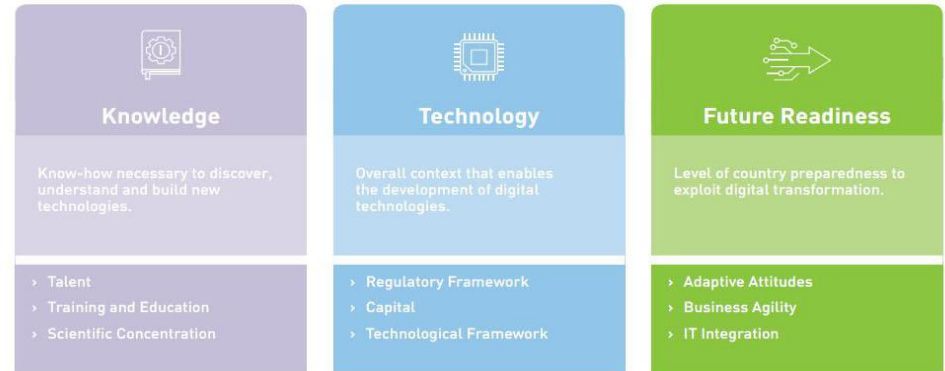 Knowledge
Know-how necessary to discover,
understand and build new
technologies.
› Talent
› Training and Education
› Scientific Concentration
Technology
Overall context that enables
the development of digital
technologies.
› Regulatory Framework
› Capital
› Technological Framework
Future Readiness
Level of country preparedness to
exploit digital transformation.
› Adaptive Attitudes
› Business Agility
› IT Integration